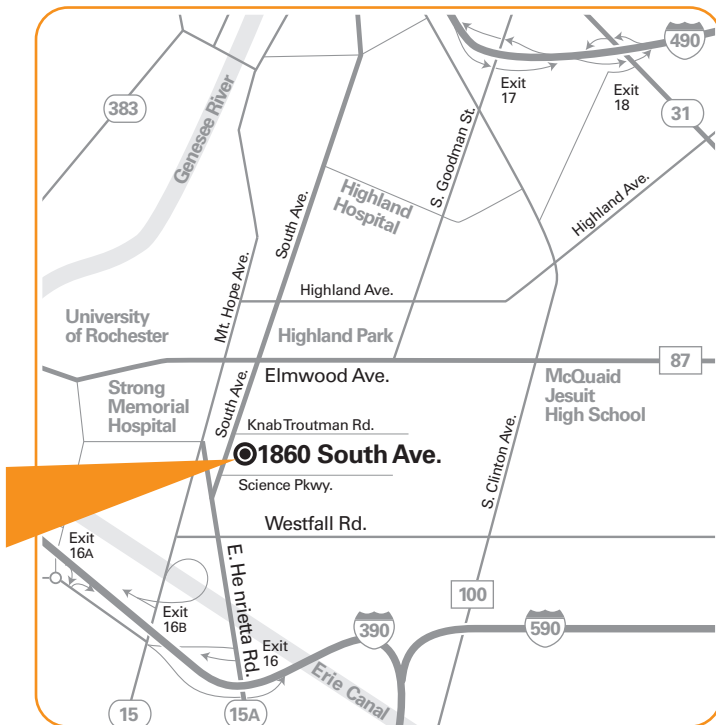 490
Exit
17
Exit
18
383
31
Genesee River
S. Goodman St.
Highland
Hospital
South Ave.
Highland Ave.
Mt. Hope Ave.
Highland Ave.
University
of Rochester
Highland Park
87
Elmwood Ave.
McQuaid
Jesuit
High School
Strong
Memorial
Hospital
South Ave.
Knab Troutman Rd.
1860 South Ave.
S. Clinton Ave.
Science Pkwy.
Westfall Rd.
Exit
16A
E. Henrietta Rd.
100
Exit
16B
390
590
Exit
16
Erie Canal
15
15A